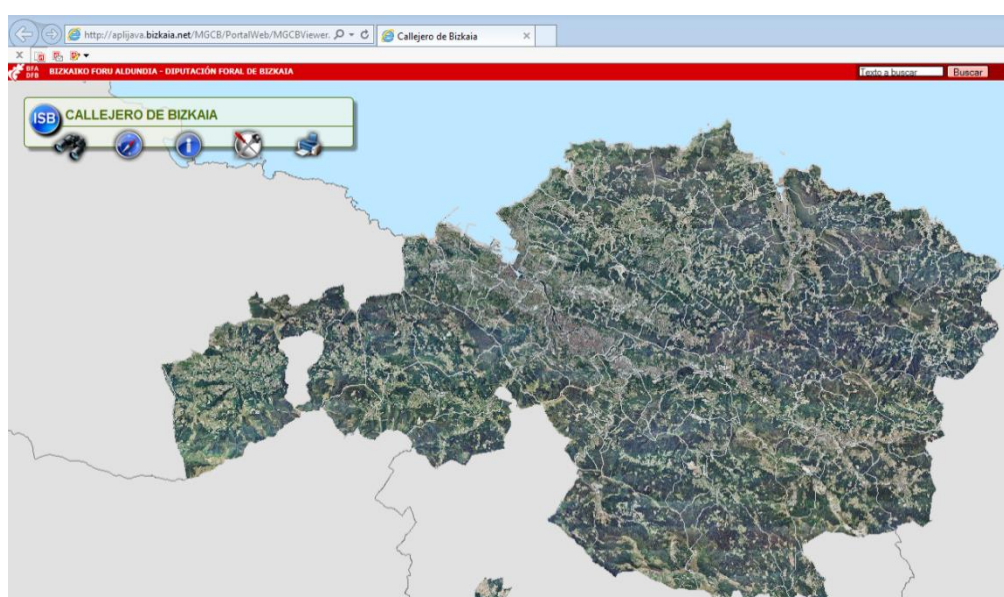 http://aplijava.bizkaia.net/MGCB/PortalWeb/MGCBViewer.
Callejero de Bizkaia
BFA
DFB
BIZKAIKO FORU ALDUNDIA - DIPUTACIÓN FORAL DE BIZKAIA
Texto a buscar
Buscar
ISB
CALLEJERO DE BIZKAIA